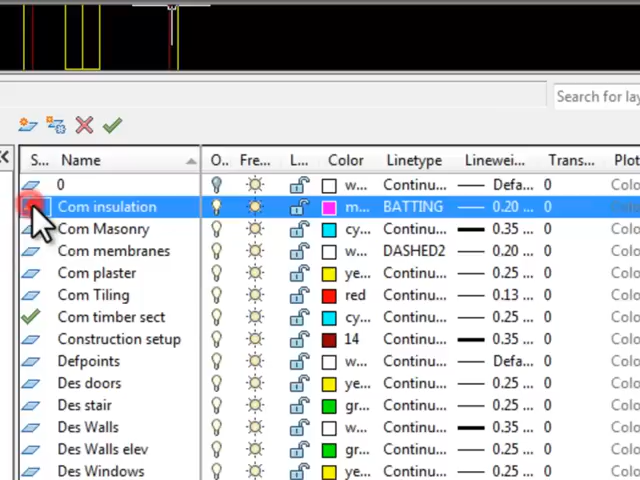 Search for lay
S... Name O.. Fre... L... Color Linetype Linewei... Trans... Plot
0 w... Continu... Defa... 0 Colo
Com insulation m... BATTING 0.20 ... 0 Colo
Com Masonry cy... Continu... 0.35 ... 0 Colo
Com membranes w... DASHED2 0.20 ... 0 Colo
Com plaster ye... Continu... 0.25 ... 0 Colo
Com Tiling red Continu... 0.13 ... 0 Colo
Com timber sect cy... Continu... 0.25 ... 0 Colo
Construction setup 14 Continu... 0.35 ... 0 Colo
Defpoints w... Continu... Defa... 0 Colo
Des doors ye... Continu... 0.25 ... 0 Colo
Des stair gr... Continu... 0.25 ... 0 Colo
Des Walls w... Continu... 0.35 ... 0 Colo
Des Walls elev gr... Continu... 0.25 ... 0 Colo
Des Windows ye... Continu... 0.25 ... 0 Colo